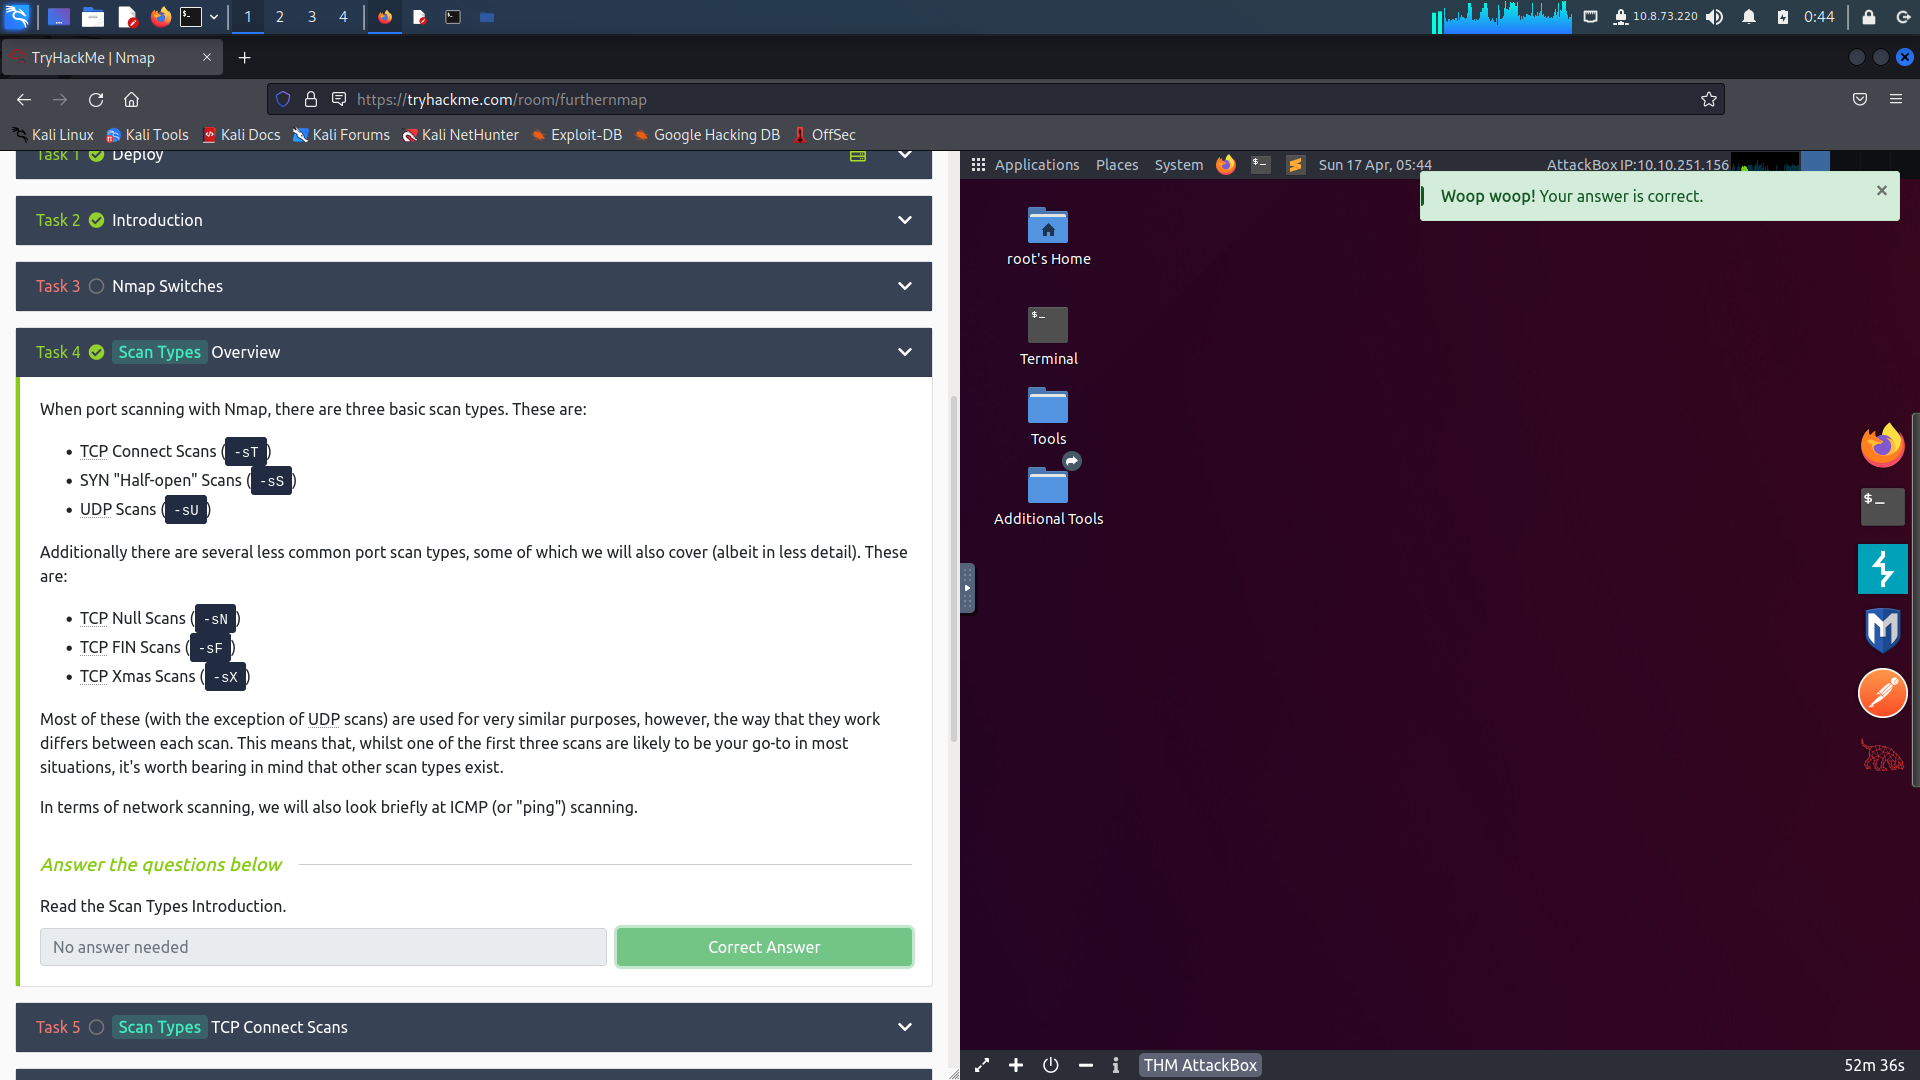 1
2
3
4
10.8.73.220
0:44
TryHackMe | Nmap
https://tryhackme.com/room/furthernmap
Kali Linux
Kali Tools
Kali Docs
Kali Forums
Kali NetHunter
Exploit-DB
Google Hacking DB
OffSec
Task 1 Deploy
Task 2 Introduction
Task 3 Nmap Switches
Task 4 Scan Types Overview
When port scanning with Nmap, there are three basic scan types. These are:
• TCP Connect Scans (-sT)
• SYN "Half-open" Scans (-sS)
• UDP Scans (-sU)
Additionally there are several less common port scan types, some of which we will also cover (albeit in less detail). These
are:
• TCP Null Scans (-sN)
• TCP FIN Scans (-sF)
• TCP Xmas Scans (-sX)
Most of these (with the exception of UDP scans) are used for very similar purposes, however, the way that they work
differs between each scan. This means that, whilst one of the first three scans are likely to be your go-to in most
situations, it's worth bearing in mind that other scan types exist.
In terms of network scanning, we will also look briefly at ICMP (or "ping") scanning.
Answer the questions below
Read the Scan Types Introduction.
No answer needed
Correct Answer
Task 5 Scan Types TCP Connect Scans
Applications
Places
System
Sun 17 Apr, 05:44
AttackBox IP:10.10.251.156
Woop woop! Your answer is correct.
root's Home
$_
Terminal
Tools
Additional Tools
$_
THM AttackBox
52m 36s